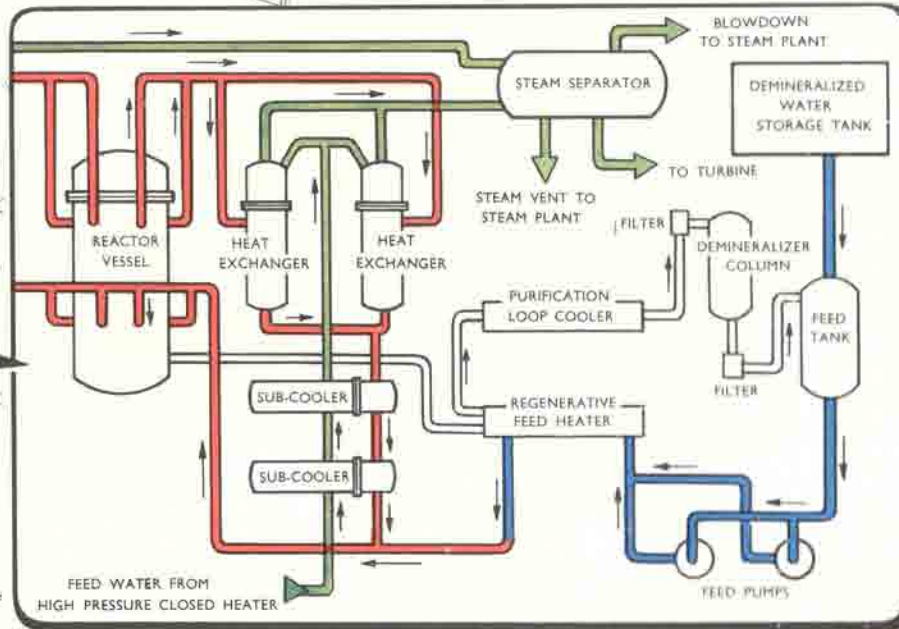 BLOWDOWN
TO STEAM PLANT
STEAM SEPARATOR
DEMINERALIZED
WATER
STORAGE TANK
TO TURBINE
STEAM VENT TO
STEAM PLANT
REACTOR
VESSEL
HEAT
EXCHANGER
HEAT
EXCHANGER
FILTER
DEMINERALIZER
COLUMN
PURIFICATION
LOOP COOLER
FEED
TANK
FILTER
SUB-COOLER
REGENERATIVE
FEED HEATER
SUB-COOLER
FEED WATER FROM
HIGH PRESSURE CLOSED HEATER
FEED PUMPS